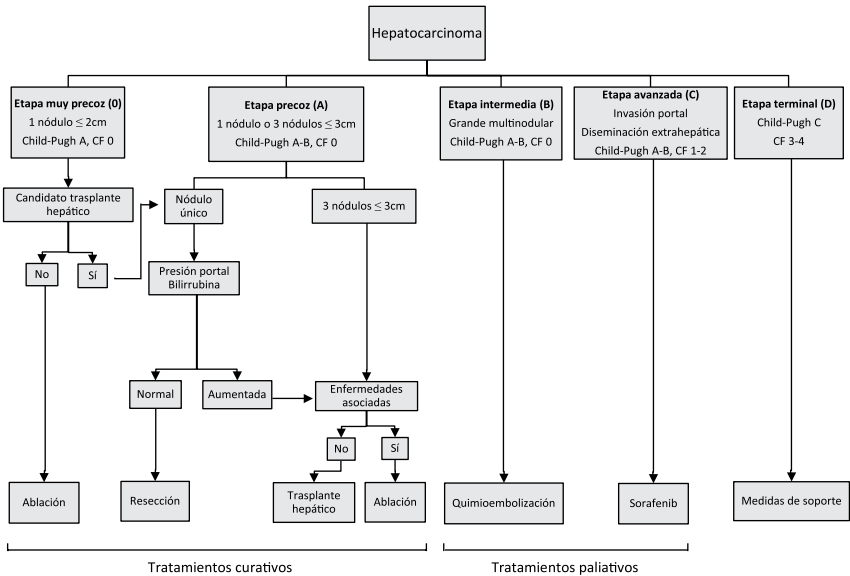 Hepatocarcinoma
Etapa muy precoz (0)
1 nódulo ≤ 2cm
Child-Pugh A, CF 0
Etapa precoz (A)
1 nódulo o 3 nódulos ≤ 3cm
Child-Pugh A-B, CF 0
Etapa intermedia (B)
Grande multinodular
Child-Pugh A-B, CF 0
Etapa avanzada (C)
Invasión portal
Diseminación extrahepática
Child-Pugh A-B, CF 1-2
Etapa terminal (D)
Child-Pugh C
CF 3-4
Candidato trasplante
hepático
Nódulo
único
3 nódulos ≤ 3cm
No
Sí
Presión portal
Bilirrubina
Normal
Aumentada
Enfermedades
asociadas
No
Sí
Ablación
Resección
Trasplante
hepático
Ablación
Quimioembolización
Sorafenib
Medidas de soporte
Tratamientos curativos
Tratamientos paliativos